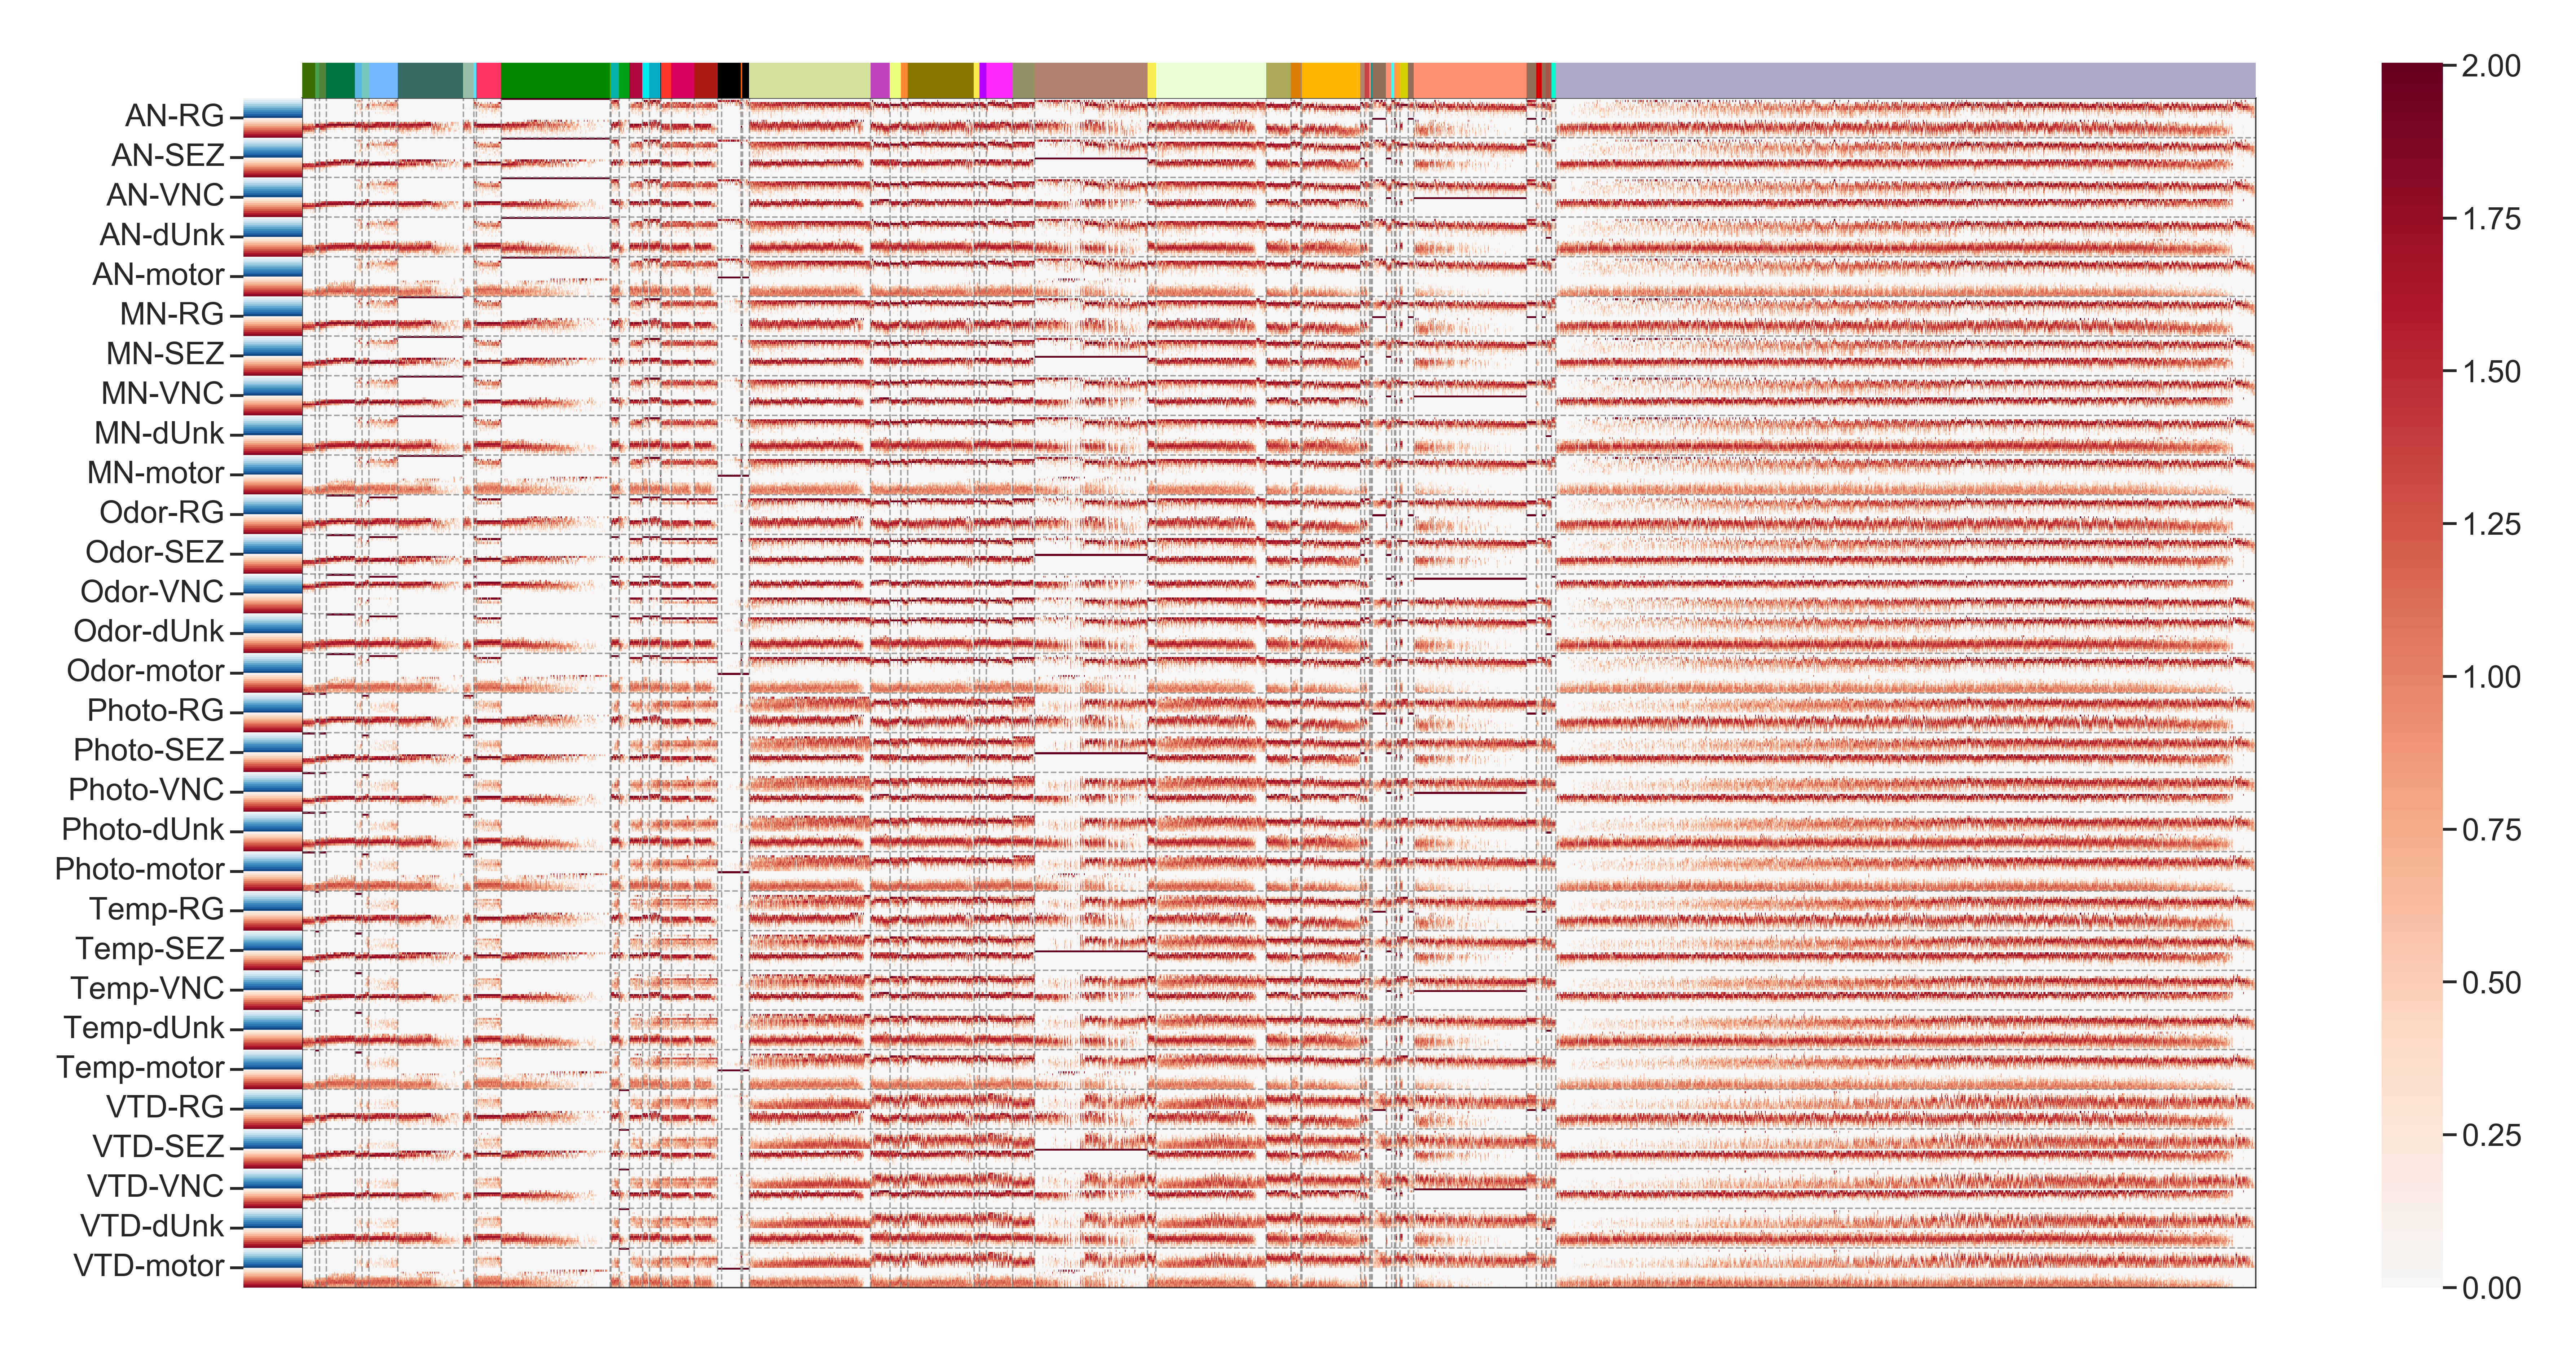 AN-RG
AN-SEZ
AN-VNC
AN-dUnk
AN-motor
MN-RG
MN-SEZ
MN-VNC
MN-dUnk
MN-motor
Odor-RG
Odor-SEZ
Odor-VNC
Odor-dUnk
Odor-motor
Photo-RG
Photo-SEZ
Photo-VNC
Photo-dUnk
Photo-motor
Temp-RG
Temp-SEZ
Temp-VNC
Temp-dUnk
Temp-motor
VTD-RG
VTD-SEZ
VTD-VNC
VTD-dUnk
VTD-motor
2.00
1.75
1.50
1.25
1.00
0.75
0.50
0.25
0.00